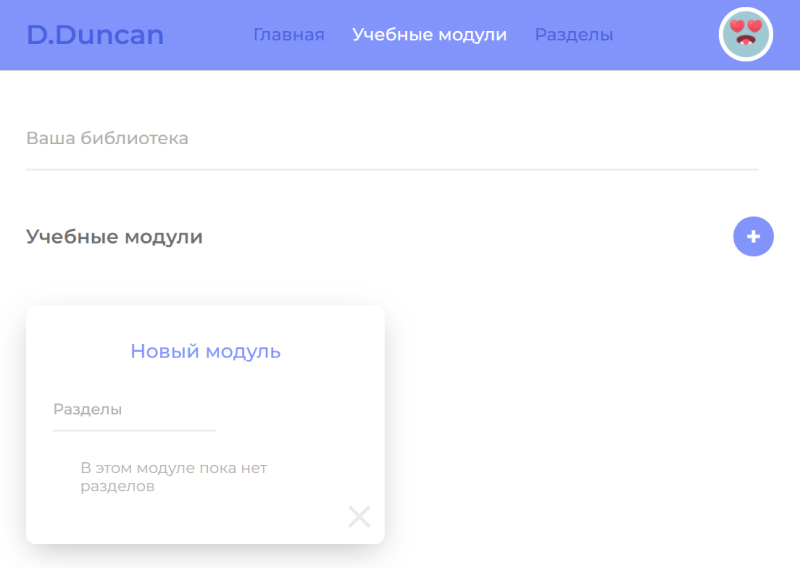 D.Duncan
Главная
Учебные модули
Разделы
Ваша библиотека
Учебные модули
Новый модуль
Разделы
В этом модуле пока нет
разделов